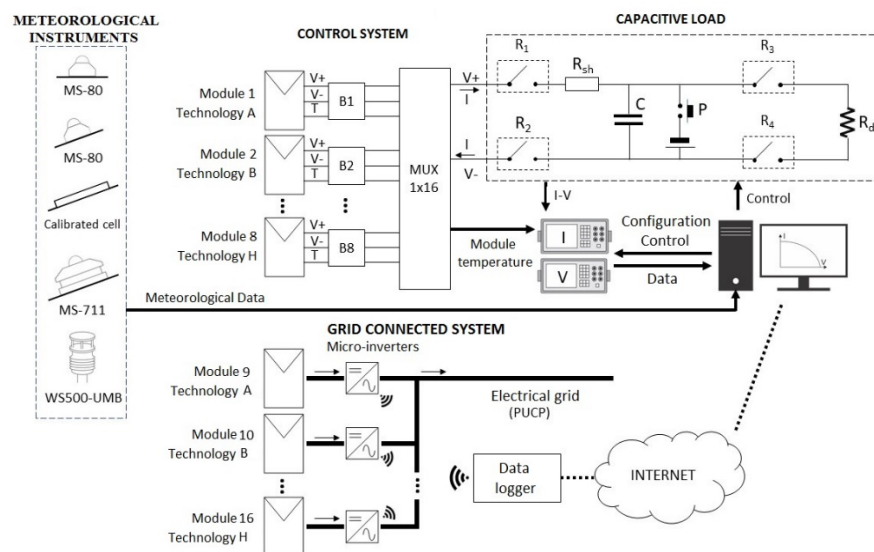 METEOROLOGICAL
INSTRUMENTS
MS-80
MS-80
Calibrated cell
MS-711
WS500-UMB
CONTROL SYSTEM
Module 1
Technology A
V+
V-
T
B1
Module 2
Technology B
V+
V-
T
B2
Module 8
Technology H
V+
V-
T
B8
MUX
1x16
V+
I
I
V-
CAPACITIVE LOAD
R1
Rsh
R3
C
P
R2
R4
Rd
I-V
Control
Module
temperature
I
V
Configuration
Control
Data
I
V
Meteorological Data
GRID CONNECTED SYSTEM
Micro-inverters
Module 9
Technology A
Module 10
Technology B
Module 16
Technology H
Electrical grid
(PUCP)
Data
logger
INTERNET